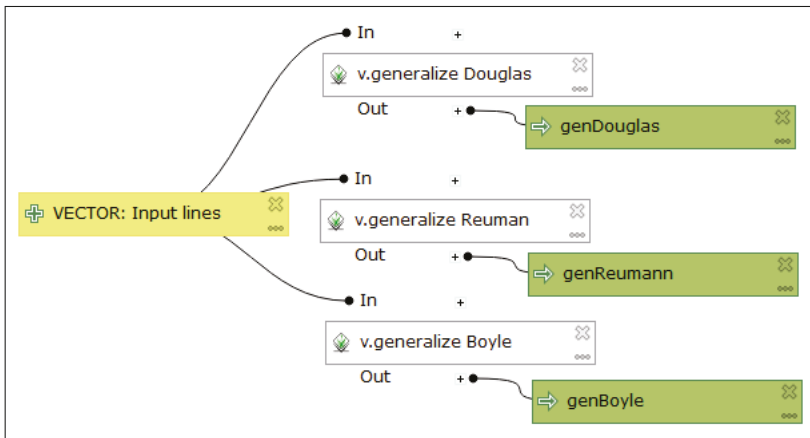 In
v.generalize Douglas
Out
genDouglas
In
VECTOR: Input lines
v.generalize Reuman
Out
genReumann
In
v.generalize Boyle
Out
genBoyle